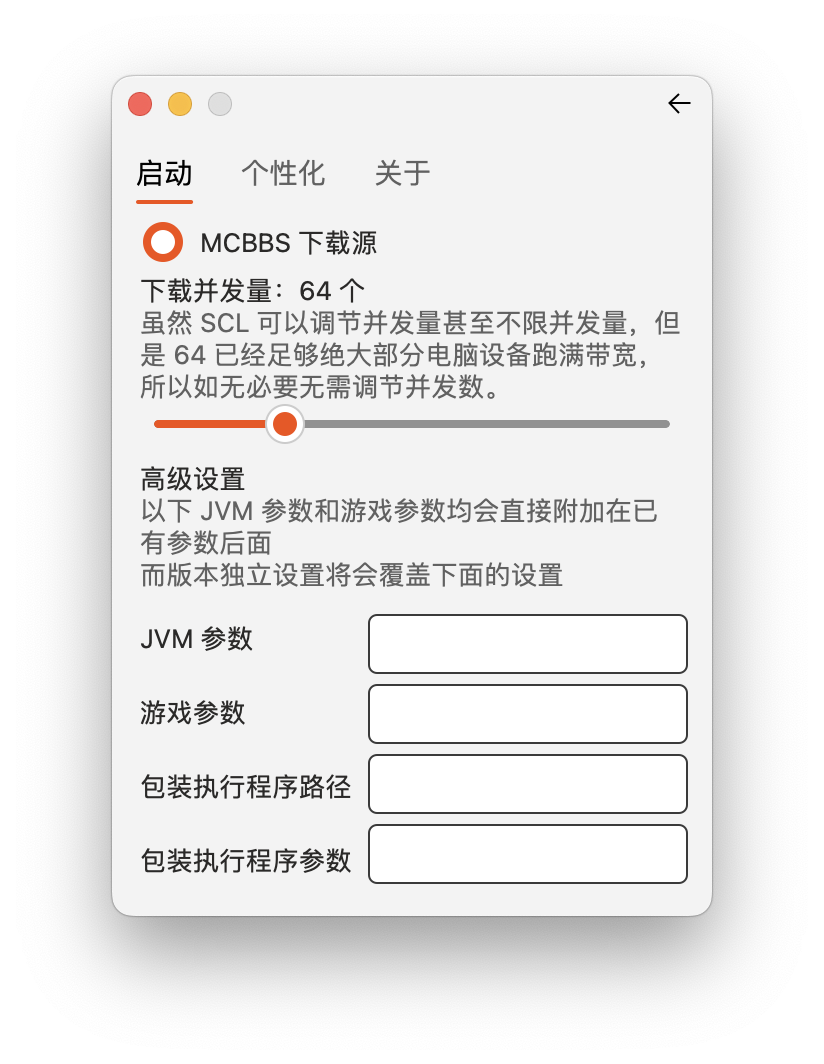 启动 个性化 关于
MCBBS 下载源
下载并发量：64 个
虽然 SCL 可以调节并发量甚至不限并发量，但
是 64 已经足够绝大部分电脑设备跑满带宽，
所以如无必要无需调节并发数。
高级设置
以下 JVM 参数和游戏参数均会直接附加在已
有参数后面
而版本独立设置将会覆盖下面的设置
JVM 参数
游戏参数
包装执行程序路径
包装执行程序参数